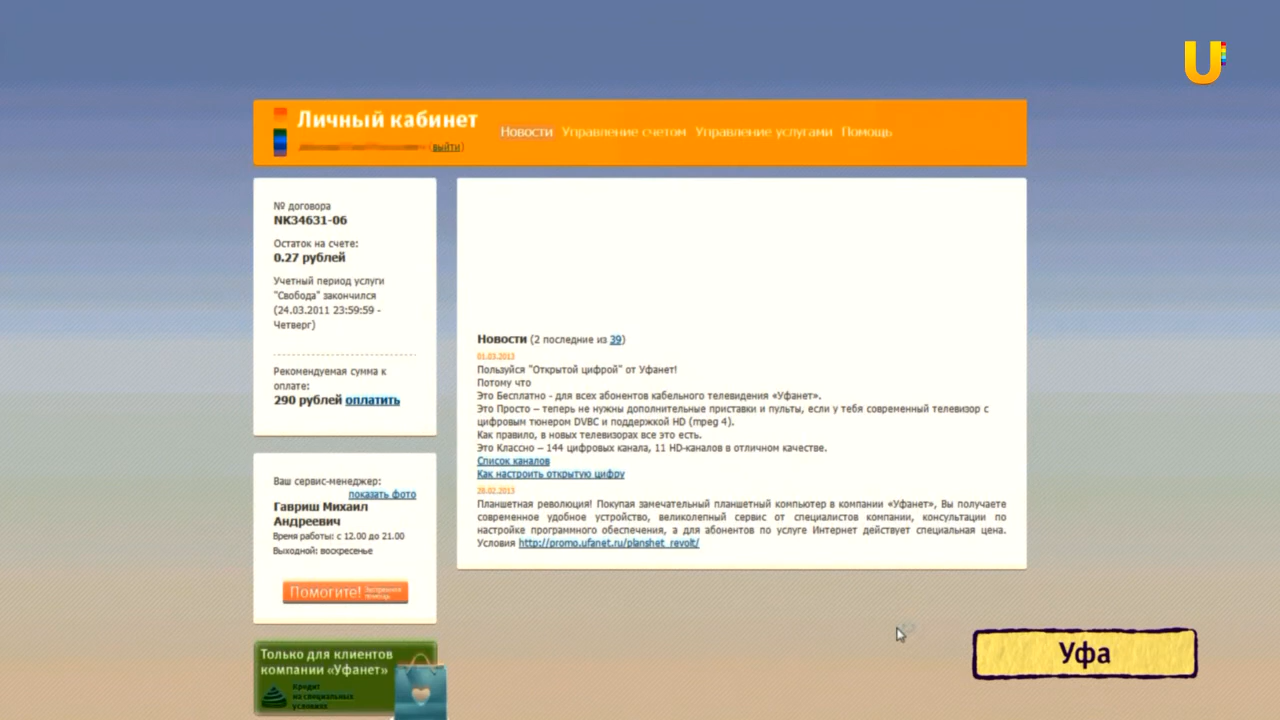 U
Личный кабинет
(выйти)
Новости Управление счетом Управление услугами Помощь
№ договора
NK34631-06
Остаток на счете:
0.27 рублей
Учетный период услуги
"Свобода" закончился
(24.03.2011 23:59:59 -
Четверг)
Рекомендуемая сумма к
оплате:
290 рублей оплатить
Ваш сервис-менеджер:
показать фото
Гавриш Михаил
Андреевич
Время работы: с 12.00 до 21.00
Выходной: воскресенье
Помогите!
Только для клиентов
компании «Уфанет»
Кредит
на специальных
условиях
Новости (2 последние из 39)
01.03.2013
Пользуйся "Открытой цифрой" от Уфанет!
Потому что
Это Бесплатно - для всех абонентов кабельного телевидения «Уфанет».
Это Просто – теперь не нужны дополнительные приставки и пульты, если у тебя современный телевизор с
цифровым тюнером DVBC и поддержкой HD (mpeg 4).
Как правило, в новых телевизорах все это есть.
Это Классно – 144 цифровых канала, 11 HD-каналов в отличном качестве.
Список каналов
Как настроить открытую цифру
28.02.2013
Планшетная революция! Покупая замечательный планшетный компьютер в компании «Уфанет», Вы получаете
современное удобное устройство, великолепный сервис от специалистов компании, консультации по
настройке программного обеспечения, а для абонентов по услуге Интернет действует специальная цена.
Условия http://promo.ufanet.ru/planshet_revolt/
Уфа